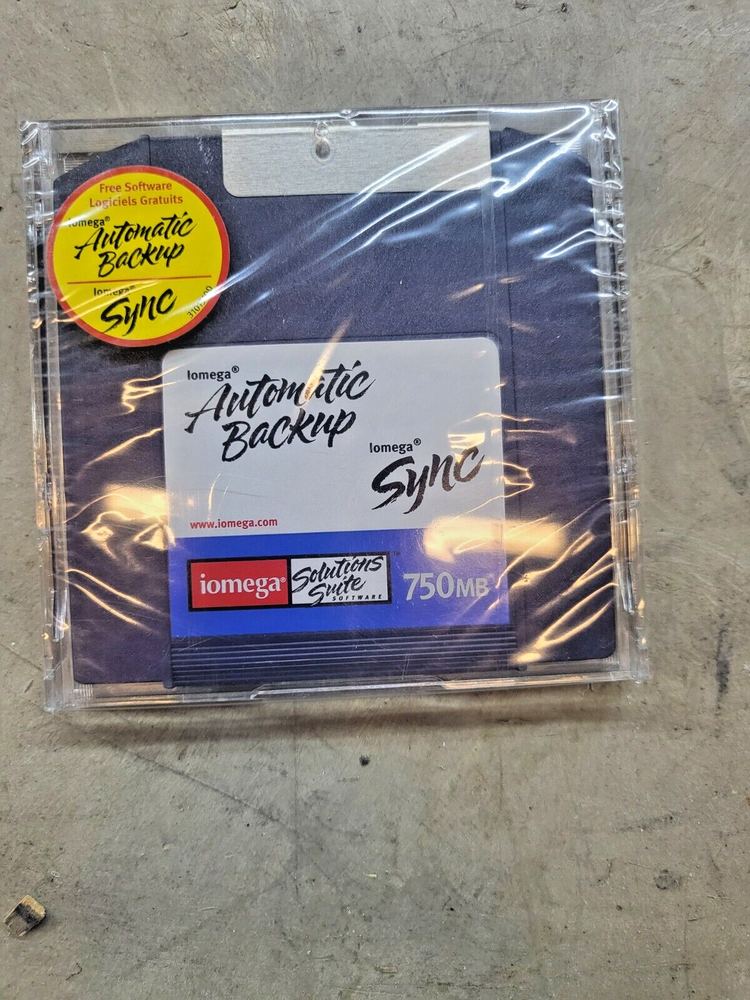 Free Software
Logiciels Gratuits
Iomega®
Automatic
Backup
Iomega®
Sync
Iomega®
Automatic
Backup
Iomega®
Sync
www.iomega.com
iomega® Solutions Suite SOFTWARE™
750MB